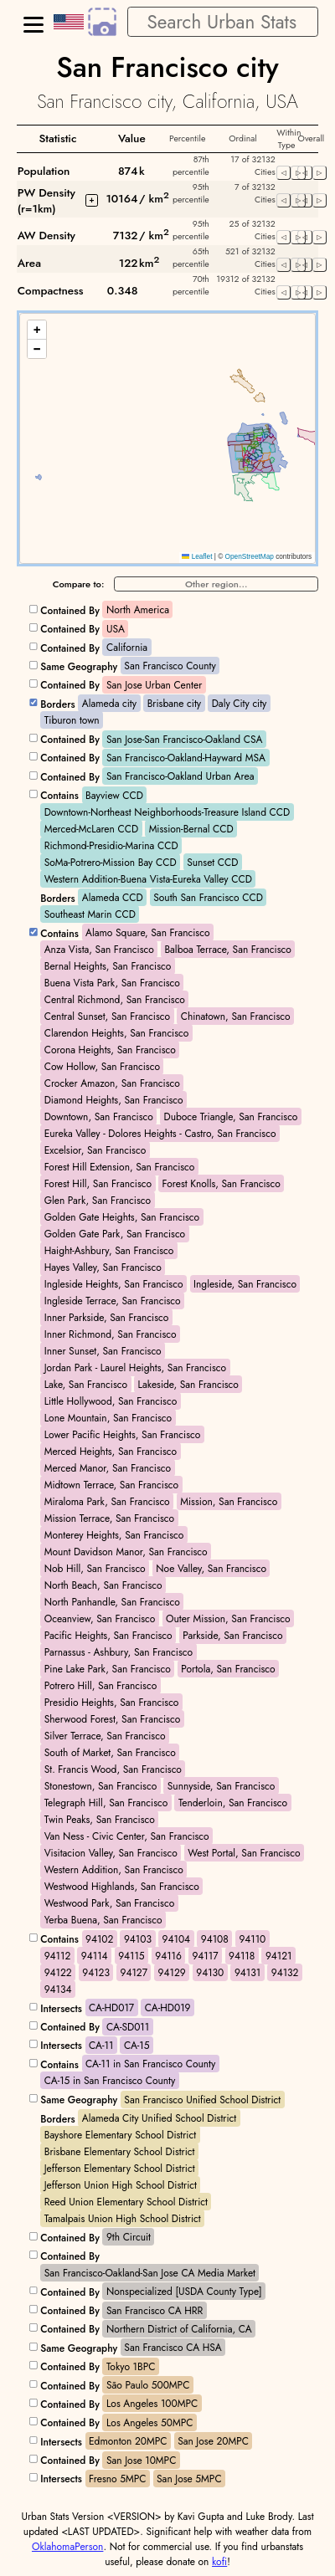 Search Urban Stats
San Francisco city
San Francisco city, California, USA
Statistic Value Percentile Ordinal Within Type Overall
Population 874k 87th percentile 17 of 32132 Cities
PW Density (r=1km) + 10164 / km2 95th percentile 7 of 32132 Cities
AW Density 7132 / km2 95th percentile 25 of 32132 Cities
Area 122 km2 65th percentile 521 of 32132 Cities
Compactness 0.348 70th percentile 19312 of 32132 Cities
+
−
Leaflet | © OpenStreetMap contributors
Compare to: Other region...
Contained By North America
Contained By USA
Contained By California
Same Geography San Francisco County
Contained By San Jose Urban Center
Borders Alameda city Brisbane city Daly City city
Tiburon town
Contained By San Jose-San Francisco-Oakland CSA
Contained By San Francisco-Oakland-Hayward MSA
Contained By San Francisco-Oakland Urban Area
Contains Bayview CCD
Downtown-Northeast Neighborhoods-Treasure Island CCD
Merced-McLaren CCD Mission-Bernal CCD
Richmond-Presidio-Marina CCD
SoMa-Potrero-Mission Bay CCD Sunset CCD
Western Addition-Buena Vista-Eureka Valley CCD
Borders Alameda CCD South San Francisco CCD
Southeast Marin CCD
Contains Alamo Square, San Francisco
Anza Vista, San Francisco Balboa Terrace, San Francisco
Bernal Heights, San Francisco
Buena Vista Park, San Francisco
Central Richmond, San Francisco
Central Sunset, San Francisco Chinatown, San Francisco
Clarendon Heights, San Francisco
Corona Heights, San Francisco
Cow Hollow, San Francisco
Crocker Amazon, San Francisco
Diamond Heights, San Francisco
Downtown, San Francisco Duboce Triangle, San Francisco
Eureka Valley - Dolores Heights - Castro, San Francisco
Excelsior, San Francisco
Forest Hill Extension, San Francisco
Forest Hill, San Francisco Forest Knolls, San Francisco
Glen Park, San Francisco
Golden Gate Heights, San Francisco
Golden Gate Park, San Francisco
Haight-Ashbury, San Francisco
Hayes Valley, San Francisco
Ingleside Heights, San Francisco Ingleside, San Francisco
Ingleside Terrace, San Francisco
Inner Parkside, San Francisco
Inner Richmond, San Francisco
Inner Sunset, San Francisco
Jordan Park - Laurel Heights, San Francisco
Lake, San Francisco Lakeside, San Francisco
Little Hollywood, San Francisco
Lone Mountain, San Francisco
Lower Pacific Heights, San Francisco
Merced Heights, San Francisco
Merced Manor, San Francisco
Midtown Terrace, San Francisco
Miraloma Park, San Francisco Mission, San Francisco
Mission Terrace, San Francisco
Monterey Heights, San Francisco
Mount Davidson Manor, San Francisco
Nob Hill, San Francisco Noe Valley, San Francisco
North Beach, San Francisco
North Panhandle, San Francisco
Oceanview, San Francisco Outer Mission, San Francisco
Pacific Heights, San Francisco Parkside, San Francisco
Parnassus - Ashbury, San Francisco
Pine Lake Park, San Francisco Portola, San Francisco
Potrero Hill, San Francisco
Presidio Heights, San Francisco
Sherwood Forest, San Francisco
Silver Terrace, San Francisco
South of Market, San Francisco
St. Francis Wood, San Francisco
Stonestown, San Francisco Sunnyside, San Francisco
Telegraph Hill, San Francisco Tenderloin, San Francisco
Twin Peaks, San Francisco
Van Ness - Civic Center, San Francisco
Visitacion Valley, San Francisco West Portal, San Francisco
Western Addition, San Francisco
Westwood Highlands, San Francisco
Westwood Park, San Francisco
Yerba Buena, San Francisco
Contains 94102 94103 94104 94108 94110
94112 94114 94115 94116 94117 94118 94121
94122 94123 94127 94129 94130 94131 94132
94134
Intersects CA-HD017 CA-HD019
Contained By CA-SD011
Intersects CA-11 CA-15
Contains CA-11 in San Francisco County
CA-15 in San Francisco County
Same Geography San Francisco Unified School District
Borders Alameda City Unified School District
Bayshore Elementary School District
Brisbane Elementary School District
Jefferson Elementary School District
Jefferson Union High School District
Reed Union Elementary School District
Tamalpais Union High School District
Contained By 9th Circuit
Contained By
San Francisco-Oakland-San Jose CA Media Market
Contained By Nonspecialized [USDA County Type]
Contained By San Francisco CA HRR
Contained By Northern District of California, CA
Same Geography San Francisco CA HSA
Contained By Tokyo 1BPC
Contained By São Paulo 500MPC
Contained By Los Angeles 100MPC
Contained By Los Angeles 50MPC
Intersects Edmonton 20MPC San Jose 20MPC
Contained By San Jose 10MPC
Intersects Fresno 5MPC San Jose 5MPC
Urban Stats Version <VERSION> by Kavi Gupta and Luke Brody. Last
updated <LAST UPDATED>. Significant help with weather data from
OklahomaPerson. Not for commercial use. If you find urbanstats
useful, please donate on kofi!